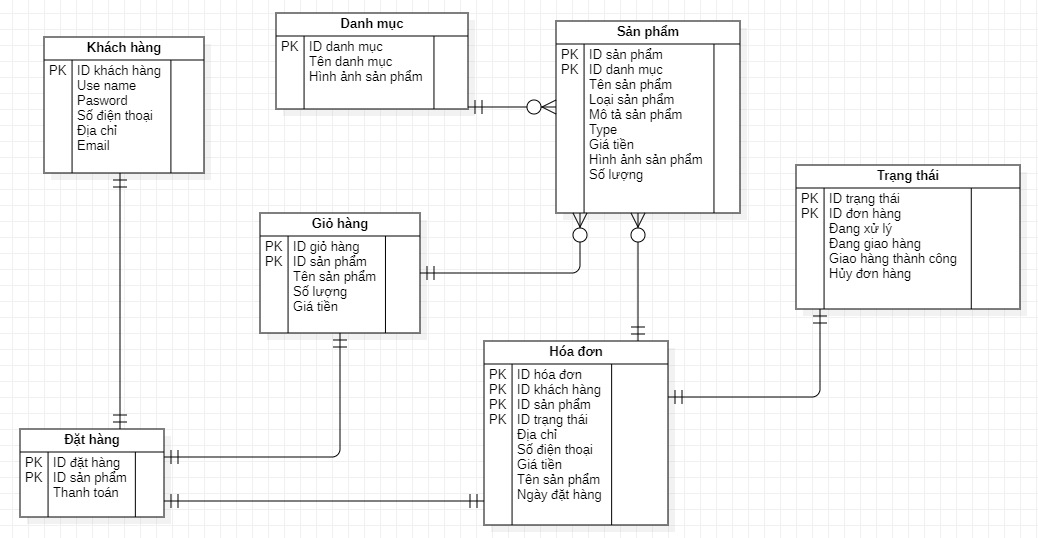 Khách hàng
PK ID khách hàng
Use name
Pasword
Số điện thoại
Địa chỉ
Email
Danh mục
PK ID danh mục
Tên danh mục
Hình ảnh sản phẩm
Sản phẩm
PK ID sản phẩm
PK ID danh mục
Tên sản phẩm
Loại sản phẩm
Mô tả sản phẩm
Type
Giá tiền
Hình ảnh sản phẩm
Số lượng
Trạng thái
PK ID trạng thái
PK ID đơn hàng
Đang xử lý
Đang giao hàng
Giao hàng thành công
Hủy đơn hàng
Giỏ hàng
PK ID giỏ hàng
PK ID sản phẩm
Tên sản phẩm
Số lượng
Giá tiền
Hóa đơn
PK ID hóa đơn
PK ID khách hàng
PK ID sản phẩm
PK ID trạng thái
Địa chỉ
Số điện thoại
Giá tiền
Tên sản phẩm
Ngày đặt hàng
Đặt hàng
PK ID đặt hàng
PK ID sản phẩm
Thanh toán